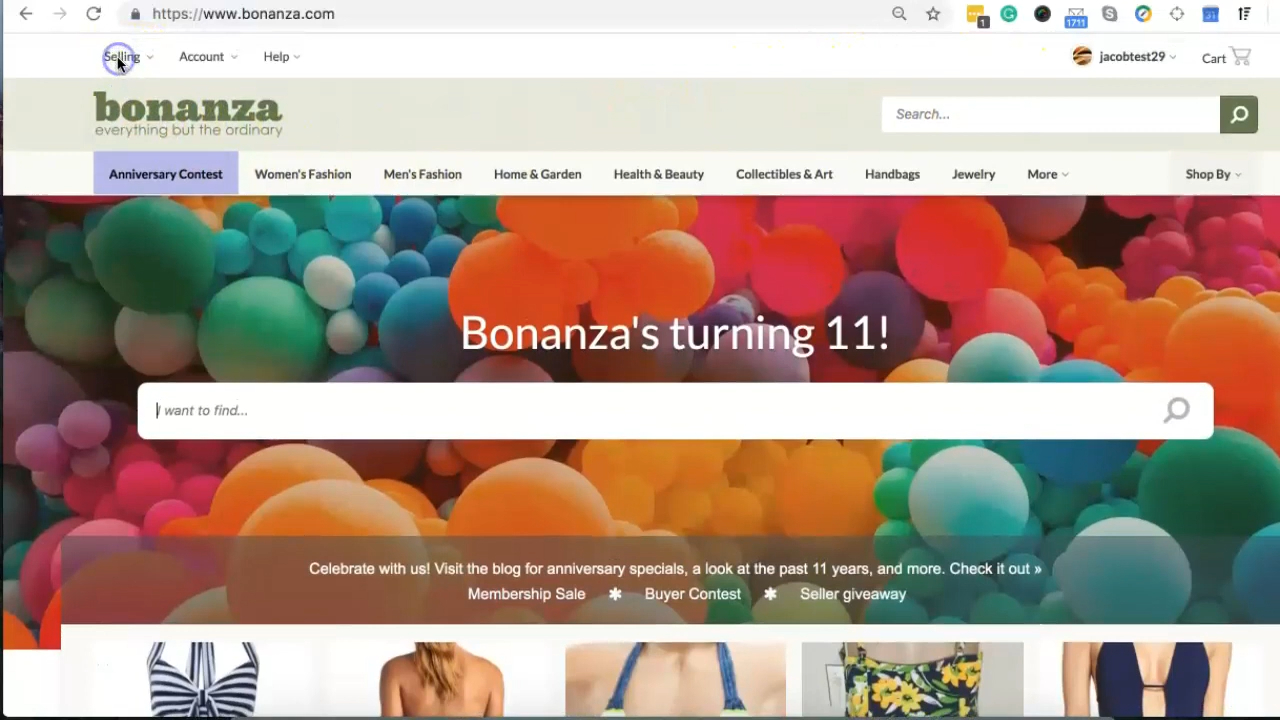 https://www.bonanza.com
1
1711
31
Selling Account Help jacobtest29 Cart
bonanza
everything but the ordinary
Search...
Anniversary Contest Women's Fashion Men's Fashion Home & Garden Health & Beauty Collectibles & Art Handbags Jewelry More Shop By
Bonanza's turning 11!
I want to find...
Celebrate with us! Visit the blog for anniversary specials, a look at the past 11 years, and more. Check it out »
Membership Sale ✱ Buyer Contest ✱ Seller giveaway